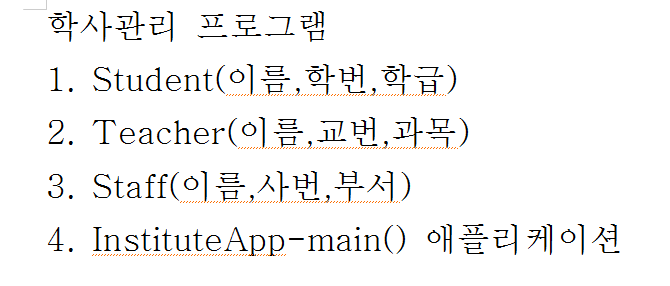 학사관리 프로그램
1. Student(이름,학번,학급)
2. Teacher(이름,교번,과목)
3. Staff(이름,사번,부서)
4. InstituteApp-main() 애플리케이션